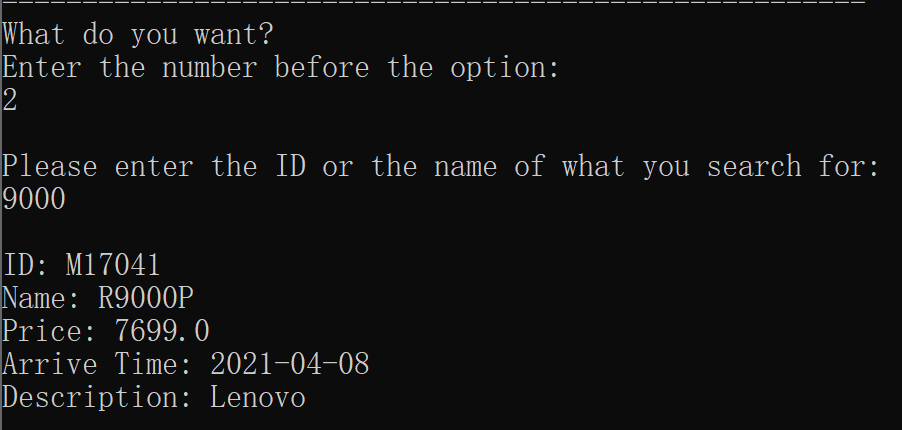 What do you want?
Enter the number before the option:
2
Please enter the ID or the name of what you search for:
9000
ID: M17041
Name: R9000P
Price: 7699.0
Arrive Time: 2021-04-08
Description: Lenovo